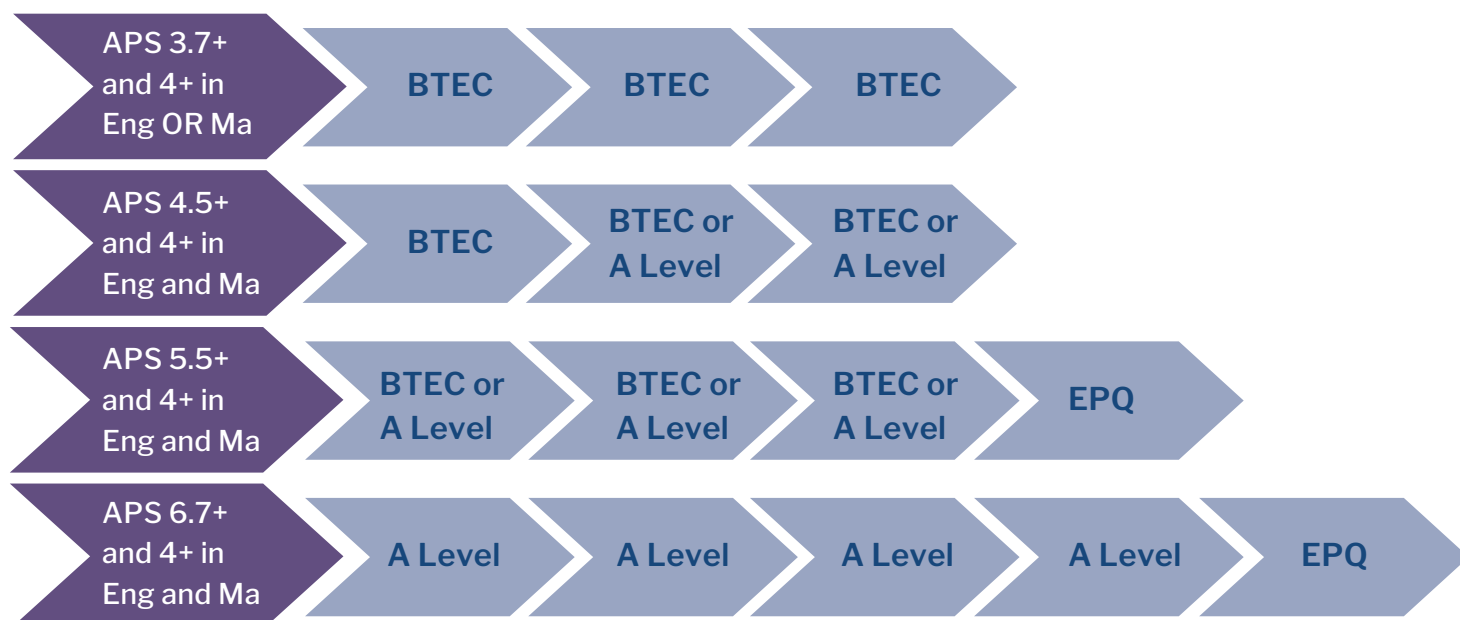 APS 3.7+
and 4+ in
Eng OR Ma
BTEC
BTEC
BTEC
APS 4.5+
and 4+ in
Eng and Ma
BTEC
BTEC or
A Level
BTEC or
A Level
APS 5.5+
and 4+ in
Eng and Ma
BTEC or
A Level
BTEC or
A Level
BTEC or
A Level
EPQ
APS 6.7+
and 4+ in
Eng and Ma
A Level
A Level
A Level
A Level
EPQ